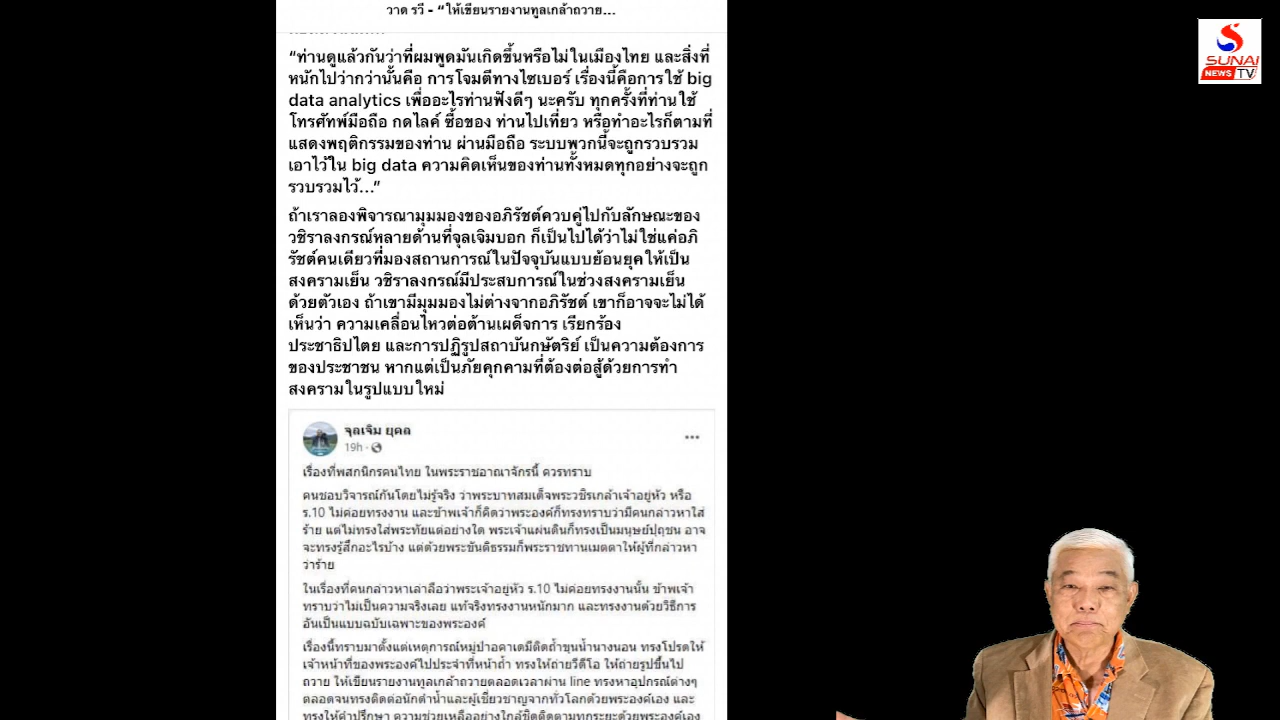 วาด รวี - “ให้เขียนรายงานทูลเกล้าถวาย...
SUNAI
NEWS TV
“ท่านดูแล้วกันว่าที่ผมพูดมันเกิดขึ้นหรือไม่ในเมืองไทย และสิ่งที่
หนักไปว่ากว่านั้นคือ การโจมตีทางไซเบอร์ เรื่องนี้คือการใช้ big
data analytics เพื่ออะไรท่านฟังดีๆ นะครับ ทุกครั้งที่ท่านใช้
โทรศัทพ์มือถือ กดไลค์ ซื้อของ ท่านไปเที่ยว หรือทำอะไรก็ตามที่
แสดงพฤติกรรมของท่าน ผ่านมือถือ ระบบพวกนี้จะถูกรวบรวม
เอาไว้ใน big data ความคิดเห็นของท่านทั้งหมดทุกอย่างจะถูก
รวบรวมไว้...”
ถ้าเราลองพิจารณามุมมองของอภิรัชต์ควบคู่ไปกับลักษณะของ
วชิราลงกรณ์หลายด้านที่จุลเจิมบอก ก็เป็นไปได้ว่าไม่ใช่แค่อภิ
รัชต์คนเดียวที่มองสถานการณ์ในปัจจุบันแบบย้อนยุคให้เป็น
สงครามเย็น วชิราลงกรณ์มีประสบการณ์ในช่วงสงครามเย็น
ด้วยตัวเอง ถ้าเขามีมุมมองไม่ต่างจากอภิรัชต์ เขาก็อาจจะไม่ได้
เห็นว่า ความเคลื่อนไหวต่อต้านเผด็จการ เรียกร้อง
ประชาธิปไตย และการปฏิรูปสถาบันกษัตริย์ เป็นความต้องการ
ของประชาชน หากแต่เป็นภัยคุกคามที่ต้องต่อสู้ด้วยการทำ
สงครามในรูปแบบใหม่
จุลเจิม ยุคล
19h ·
เรื่องที่พสกนิกรคนไทย ในพระราชอาณาจักรนี้ ควรทราบ
คนชอบวิจารณ์กันโดยไม่รู้จริง ว่าพระบาทสมเด็จพระวชิรเกล้าเจ้าอยู่หัว หรือ
ร.10 ไม่ค่อยทรงงาน และข้าพเจ้าก็คิดว่าพระองค์ก็ทรงทราบว่ามีคนกล่าวหาใส่
ร้าย แต่ไม่ทรงใส่พระทัยแต่อย่างใด พระเจ้าแผ่นดินก็ทรงเป็นมนุษย์ปุถุชน อาจ
จะทรงรู้สึกอะไรบ้าง แต่ด้วยพระขันติธรรมก็พระราชทานเมตตาให้ผู้ที่กล่าวหา
ว่าร้าย
ในเรื่องที่คนกล่าวหาเล่าลือว่าพระเจ้าอยู่หัว ร.10 ไม่ค่อยทรงงานนั้น ข้าพเจ้า
ทราบว่าไม่เป็นความจริงเลย แท้จริงทรงงานหนักมาก และทรงงานด้วยวิธีการ
อันเป็นแบบฉบับเฉพาะของพระองค์
เรื่องนี้ทราบมาตั้งแต่เหตุการณ์หมู่ป่าอคาเดมีติดถ้ำขุนน้ำนางนอน ทรงโปรดให้
เจ้าหน้าที่ของพระองค์ไปประจำที่หน้าถ้ำ ทรงให้ถ่ายวีดีโอ ให้ถ่ายรูปขึ้นไป
ถวาย ให้เขียนรายงานทูลเกล้าถวายตลอดเวลาผ่าน line ทรงหาอุปกรณ์ต่างๆ
ตลอดจนทรงติดต่อนักดำน้ำและผู้เชี่ยวชาญจากทั่วโลกด้วยพระองค์เอง และ
ทรงให้คำปรึกษา ความช่วยเหลืออย่างใกล้ชิดติดตามทุกระยะด้วยพระองค์เอง